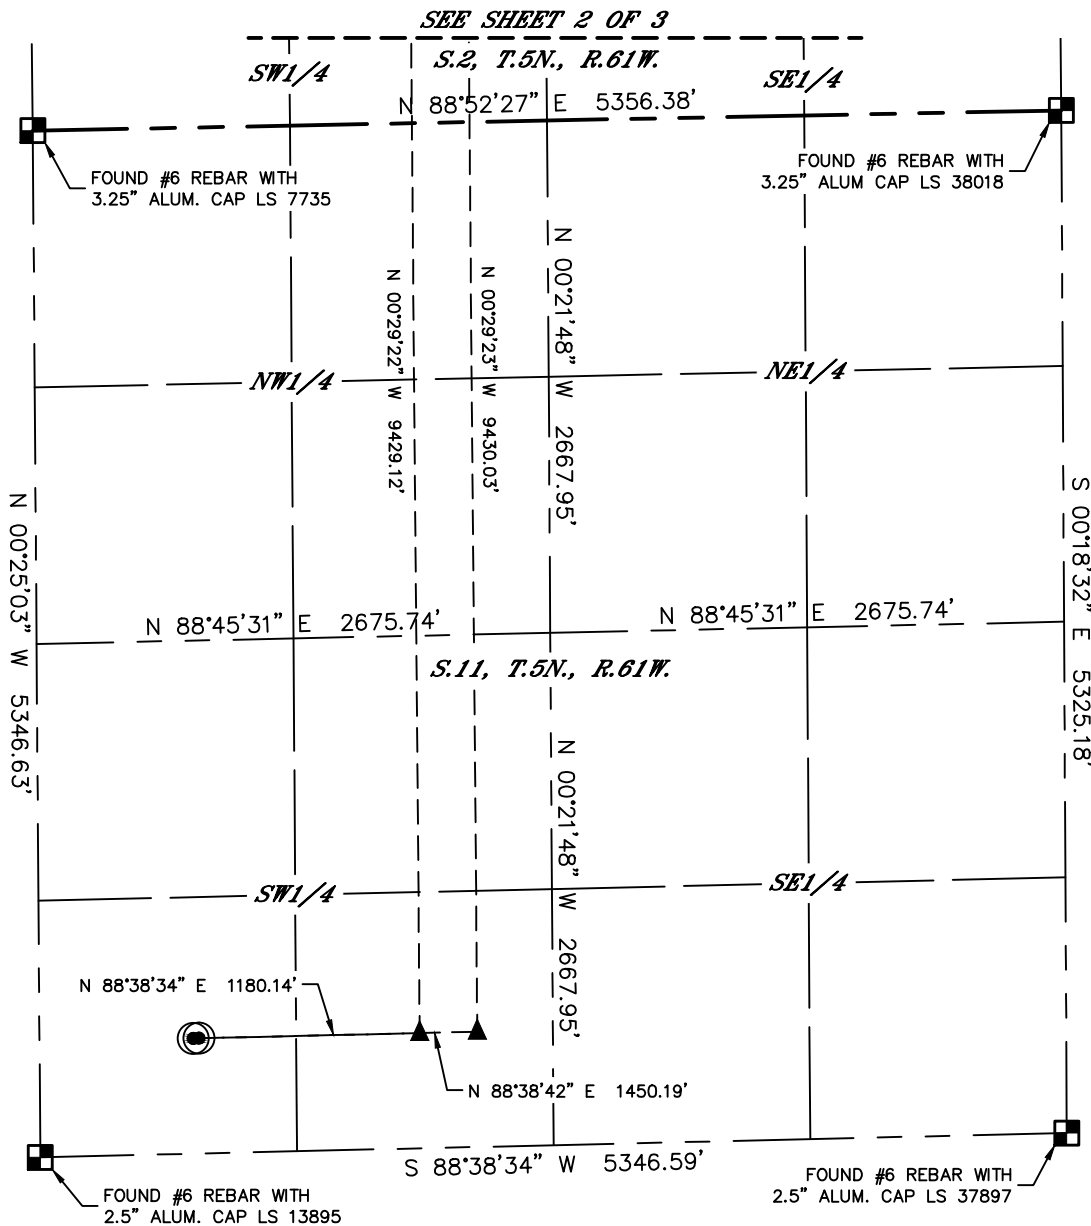 SEE SHEET 2 OF 3
S.2, T.5N., R.61W.
SW1/4
SE1/4
N 88°52'27" E 5356.38'
FOUND #6 REBAR WITH
3.25" ALUM. CAP LS 7735
FOUND #6 REBAR WITH
3.25" ALUM CAP LS 38018
N 00°29'22" W 9429.12'
N 00°29'23" W 9430.03'
N 00°21'48" W 2667.95'
NW1/4
NE1/4
N 00°25'03" W 5346.63'
S 00°18'32" E 5325.18'
N 88°45'31" E 2675.74'
N 88°45'31" E 2675.74'
S.11, T.5N., R.61W.
N 00°21'48" W 2667.95'
SW1/4
SE1/4
N 88°38'34" E 1180.14'
N 88°38'42" E 1450.19'
S 88°38'34" W 5346.59'
FOUND #6 REBAR WITH
2.5" ALUM. CAP LS 13895
FOUND #6 REBAR WITH
2.5" ALUM. CAP LS 37897